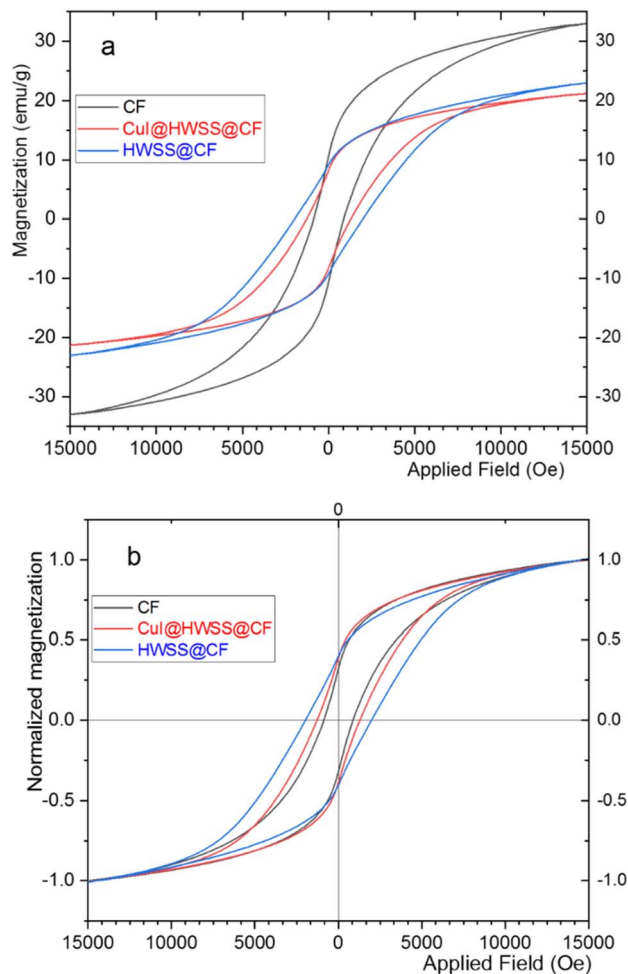 a
Magnetization (emu/g)
30
20
10
0
-10
-20
-30
30
20
10
0
-10
-20
-30
CF
CuI@HWSS@CF
HWSS@CF
15000 10000 5000 0 5000 10000 15000
Applied Field (Oe)
0
b
Normalized magnetization
1.0
0.5
0.0
-0.5
-1.0
1.0
0.5
0.0
-0.5
-1.0
CF
CuI@HWSS@CF
HWSS@CF
15000 10000 5000 0 5000 10000 15000
Applied Field (Oe)